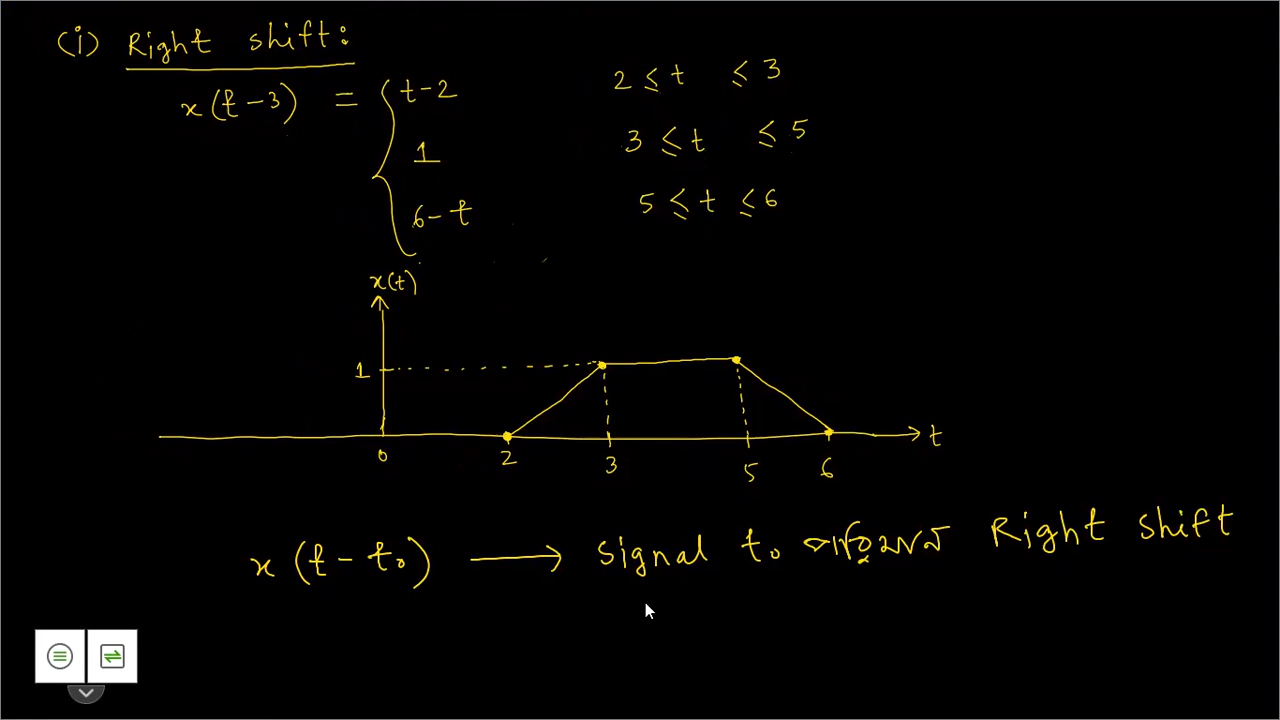 (i) Right shift:
x(t-3) = { t-2 2 ≤ t ≤ 3
1 3 ≤ t ≤ 5
6-t 5 ≤ t ≤ 6
x(t)
1
0 2 3 5 6 t
x(t-t₀) → Signal t₀ Right shift